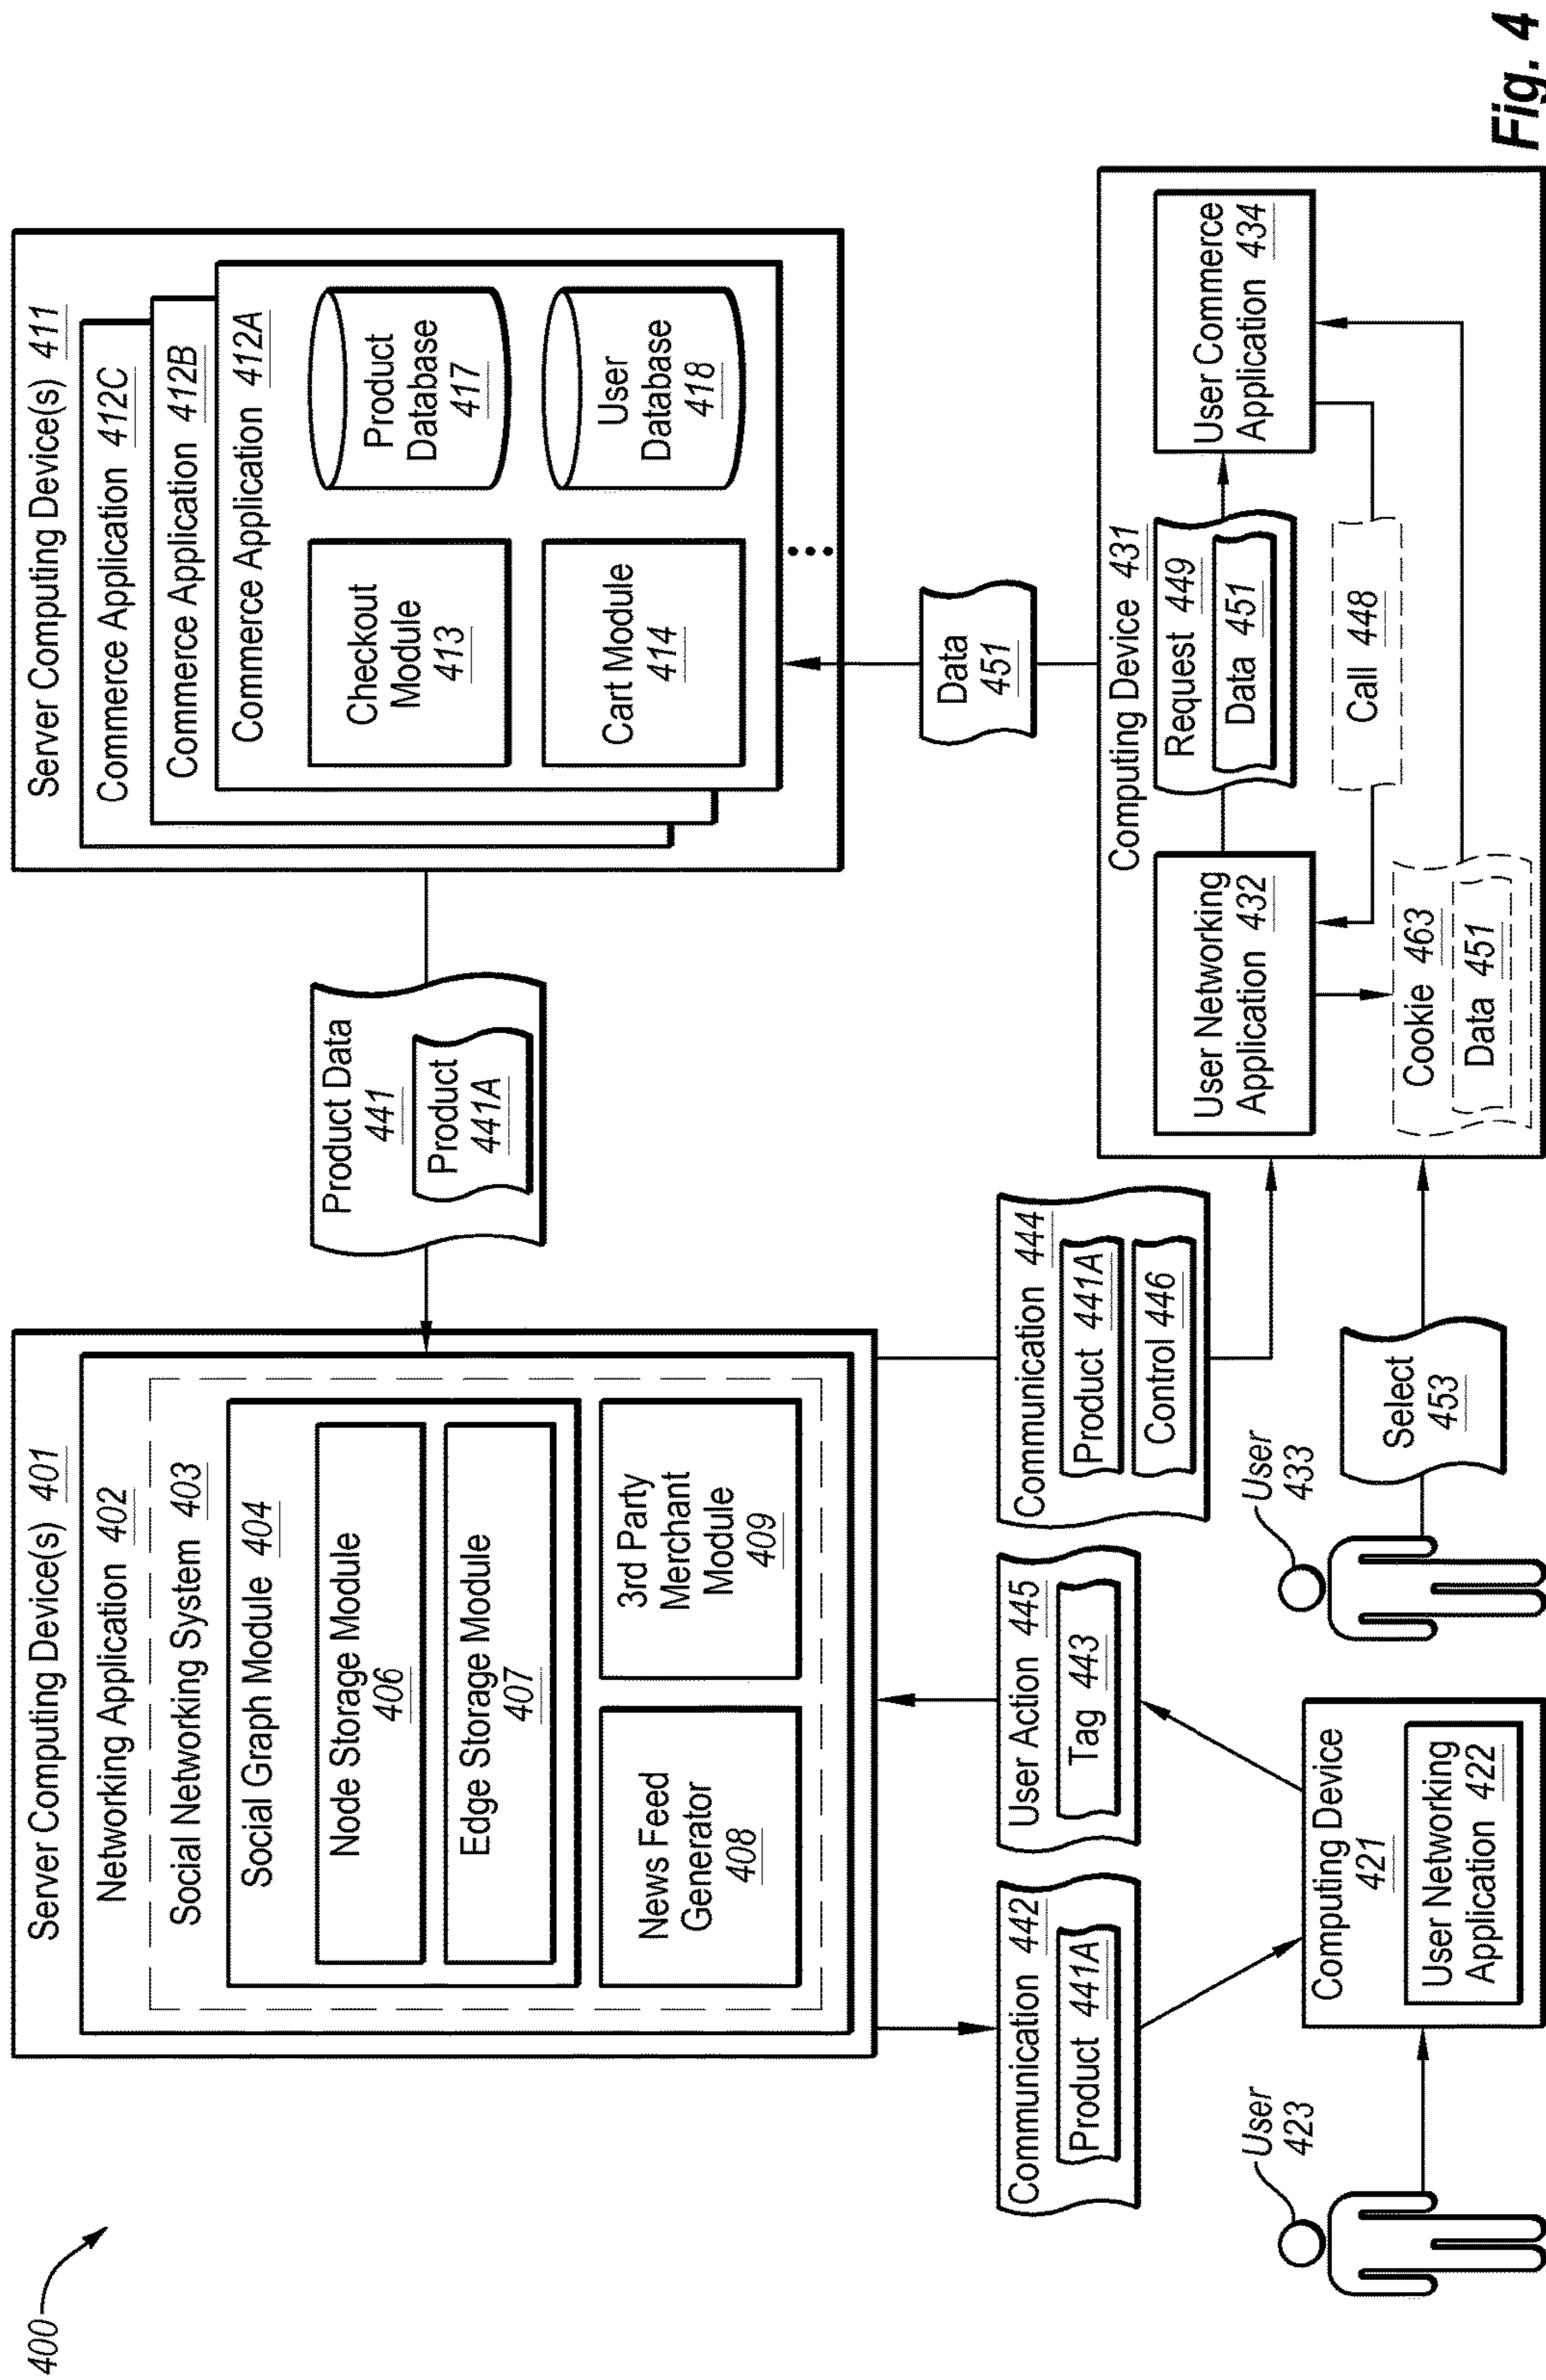 400
Server Computing Device(s) 401
Networking Application 402
Social Networking System 403
Social Graph Module 404
Node Storage Module
406
Edge Storage Module
407
News Feed
Generator
408
3rd Party
Merchant
Module
409
Product Data
441
Product
441A
Server Computing Device(s) 411
Commerce Application 412C
Commerce Application 412B
Commerce Application 412A
Checkout
Module
413
Product
Database
417
Cart Module
414
User
Database
418
Communication 442
Product 441A
User Action 445
Tag 443
Communication 444
Product 441A
Control 446
Data
451
User
423
Computing Device
421
User Networking
Application 422
User
433
Select
453
Computing Device 431
User Networking
Application 432
Request 449
Data 451
User Commerce
Application 434
Call 448
Cookie 463
Data 451
Fig. 4